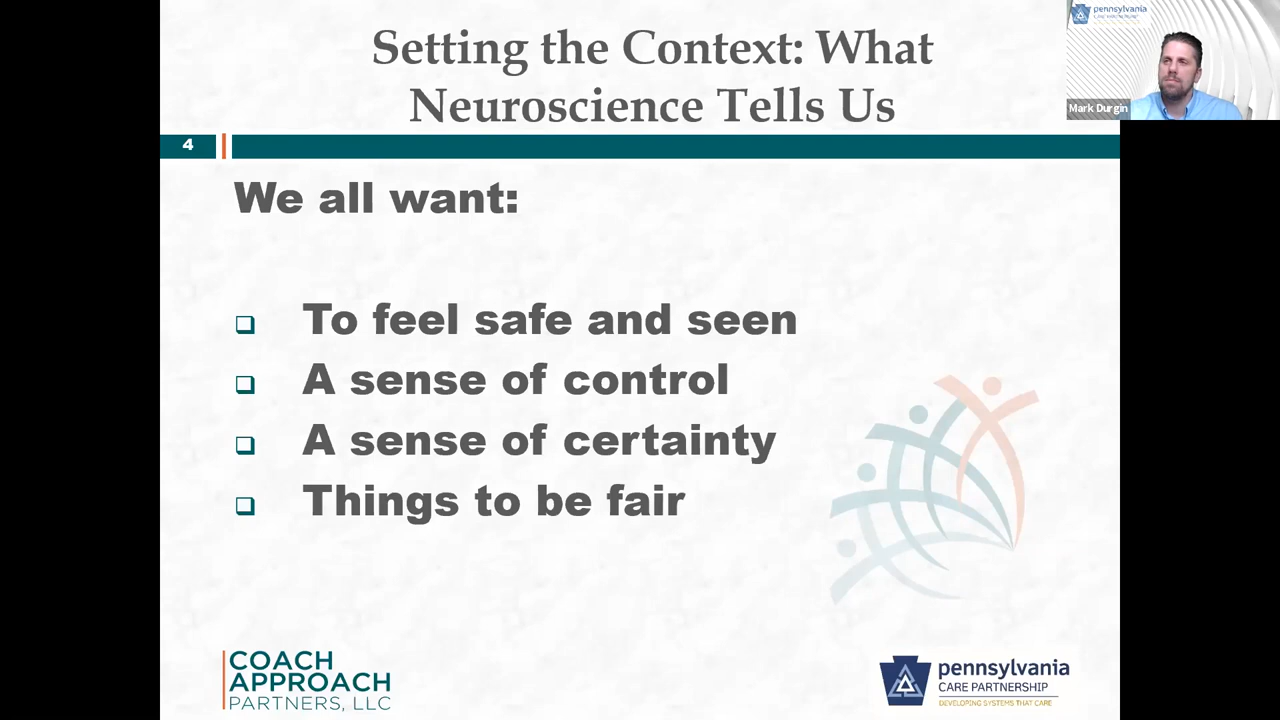 Setting the Context: What
Neuroscience Tells Us
pennsylvania
CARE PARTNERSHIP
Mark Durgin
4
We all want:
To feel safe and seen
A sense of control
A sense of certainty
Things to be fair
COACH
APPROACH
PARTNERS, LLC
pennsylvania
CARE PARTNERSHIP
DEVELOPING SYSTEMS THAT CARE